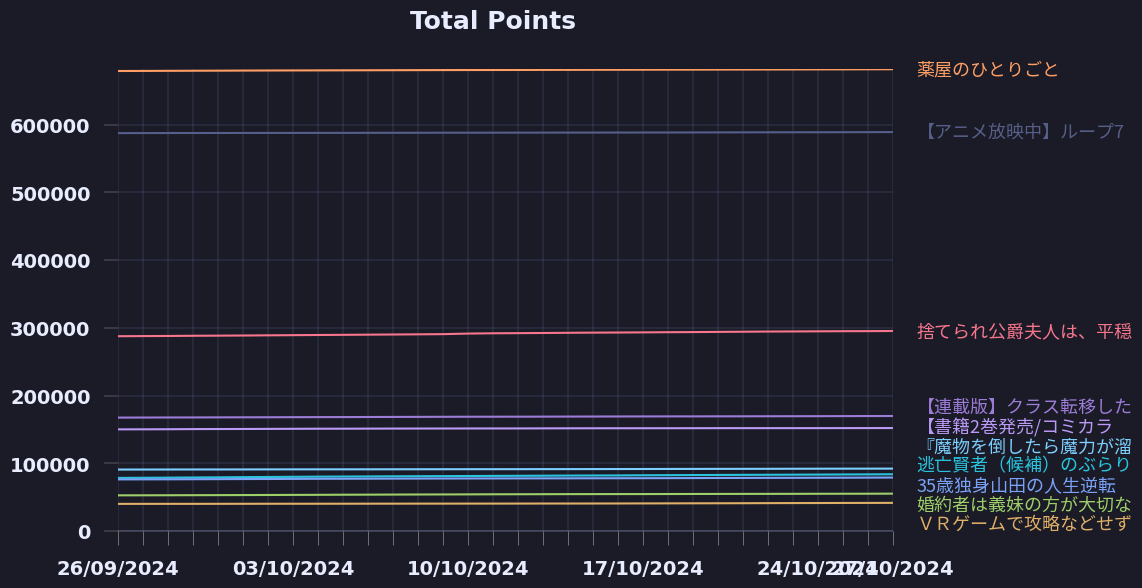 Total Points
薬屋のひとりごと
600000
【アニメ放映中】ループ7
500000
400000
300000
捨てられ公爵夫人は、平穏
200000
【連載版】クラス転移した
【書籍2巻発売/コミカラ
『魔物を倒したら魔力が溜
100000
逃亡賢者（候補）のぶらり
35歳独身山田の人生逆転
婚約者は義妹の方が大切な
ＶＲゲームで攻略などせず
0
26/09/2024
03/10/2024
10/10/2024
17/10/2024
24/10/2024
27/10/2024